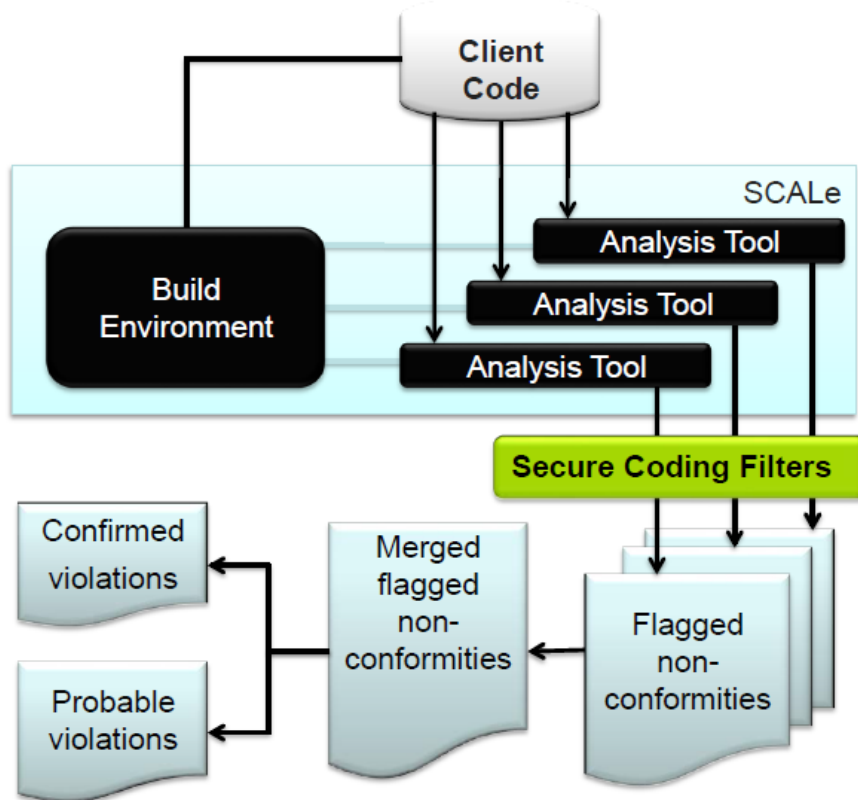 Client
Code
SCALe
Build
Environment
Analysis Tool
Analysis Tool
Analysis Tool
Secure Coding Filters
Confirmed
violations
Probable
violations
Merged
flagged
non-
conformities
Flagged
non-
conformities